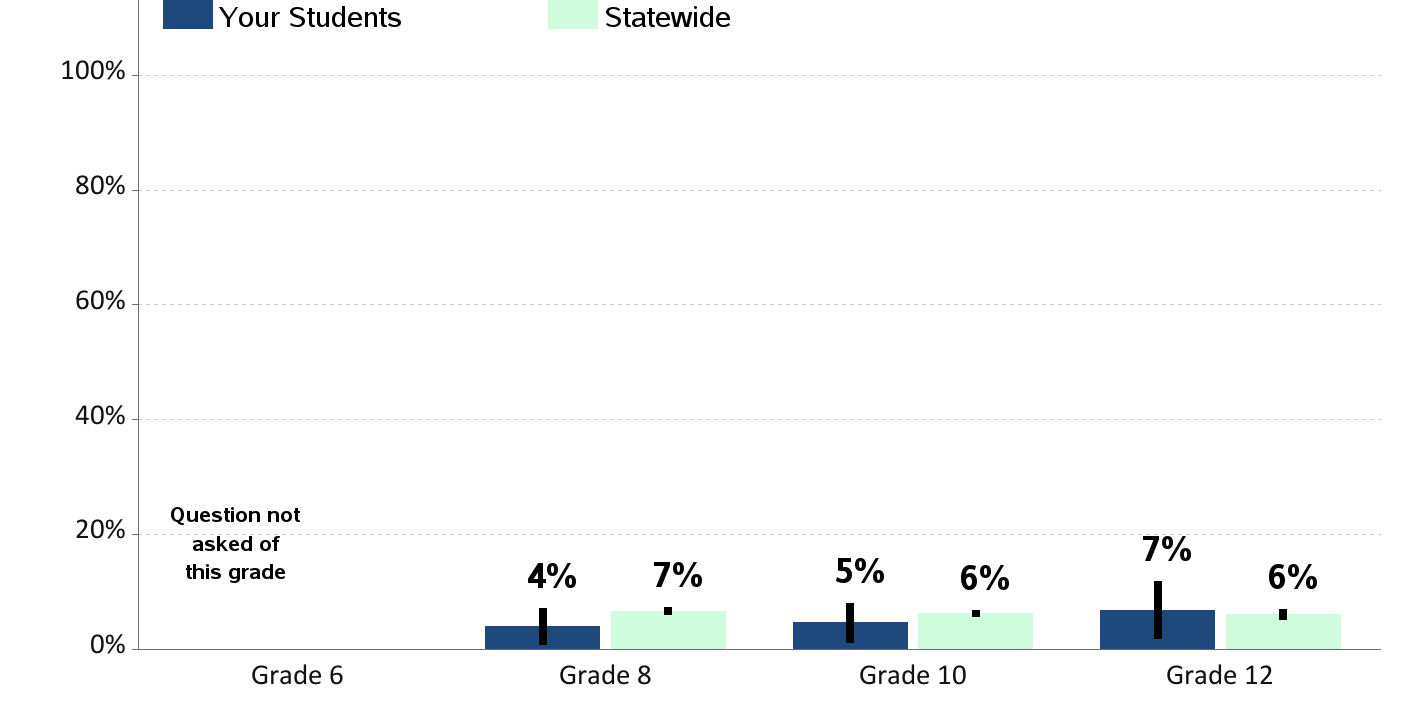 Your Students Statewide
100%
80%
60%
40%
20%
0%
Question not
asked of
this grade
4% 7% 5% 6% 7% 6%
Grade 6 Grade 8 Grade 10 Grade 12